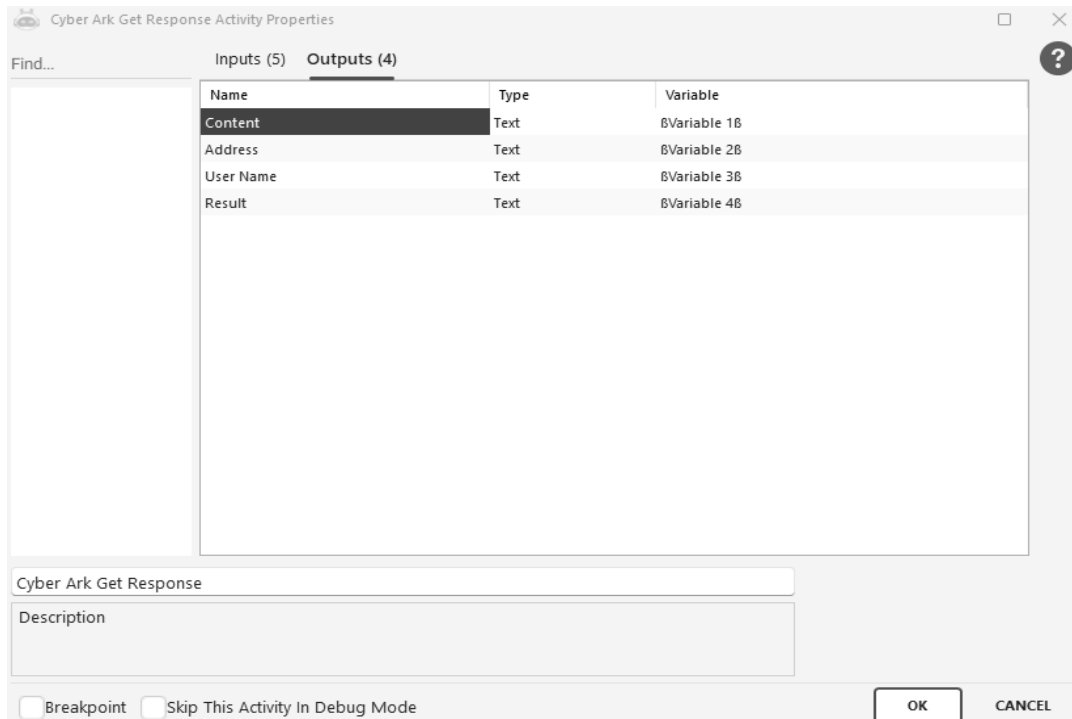 Cyber Ark Get Response Activity Properties
Find...
Inputs (5) Outputs (4)
?
Name Type Variable
Content Text ßVariable 1ß
Address Text ßVariable 2ß
User Name Text ßVariable 3ß
Result Text ßVariable 4ß
Cyber Ark Get Response
Description
Breakpoint Skip This Activity In Debug Mode OK CANCEL